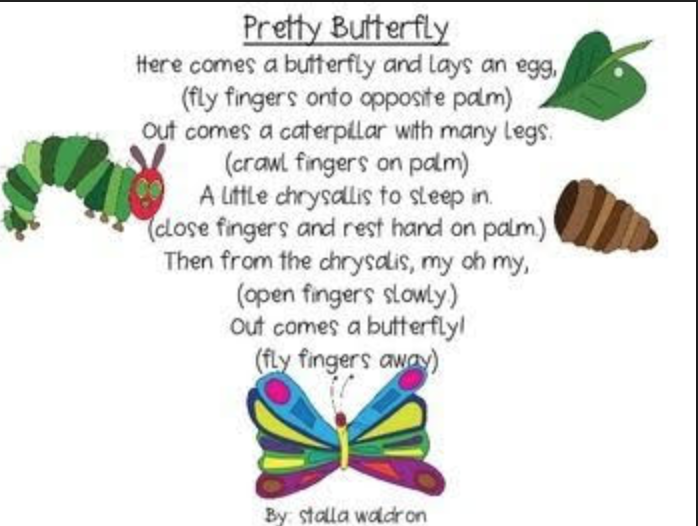 Pretty Butterfly
Here comes a butterfly and lays an egg,
(fly fingers onto opposite palm)
Out comes a caterpillar with many legs.
(crawl fingers on palm)
A little chrysallis to sleep in.
(close fingers and rest hand on palm.)
Then from the chrysalis, my oh my,
(open fingers slowly.)
Out comes a butterfly!
(fly fingers away)
By: stalla waldron